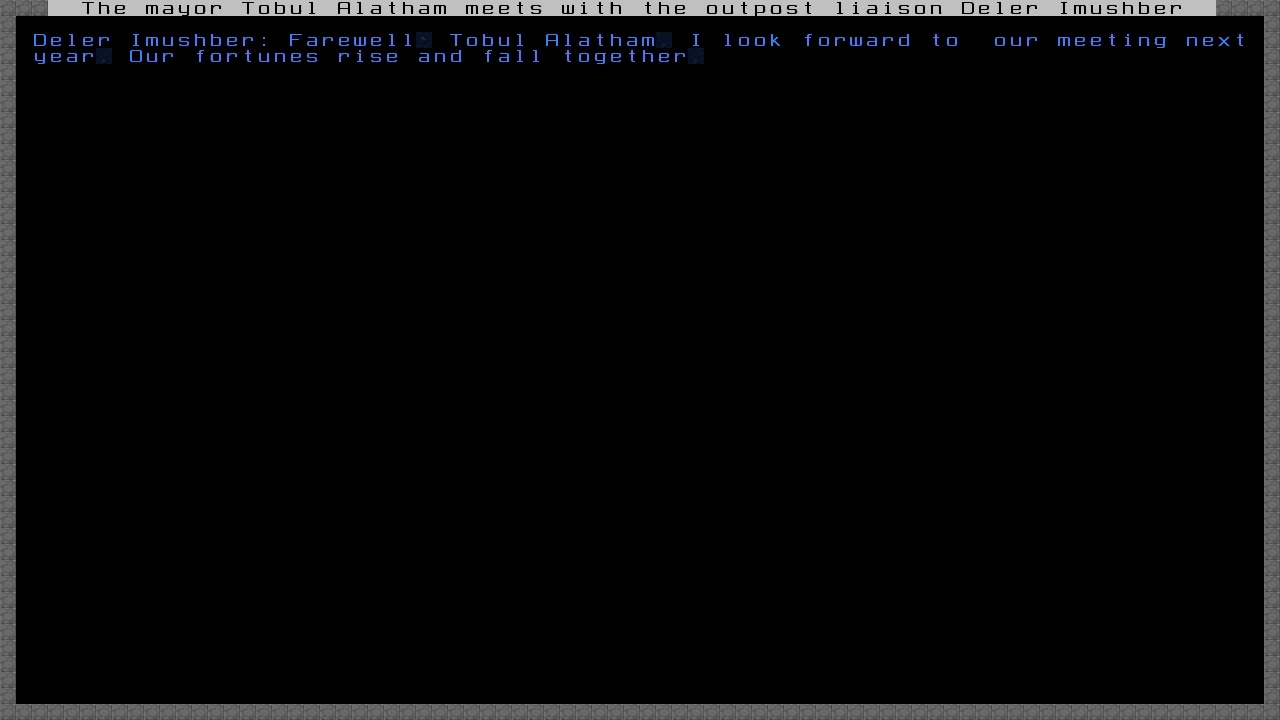 The mayor Tobul Alatham meets with the outpost liaison Deler Imushber
Deler Imushber: Farewell, Tobul Alatham. I look forward to  our meeting next
year. Our fortunes rise and fall together.